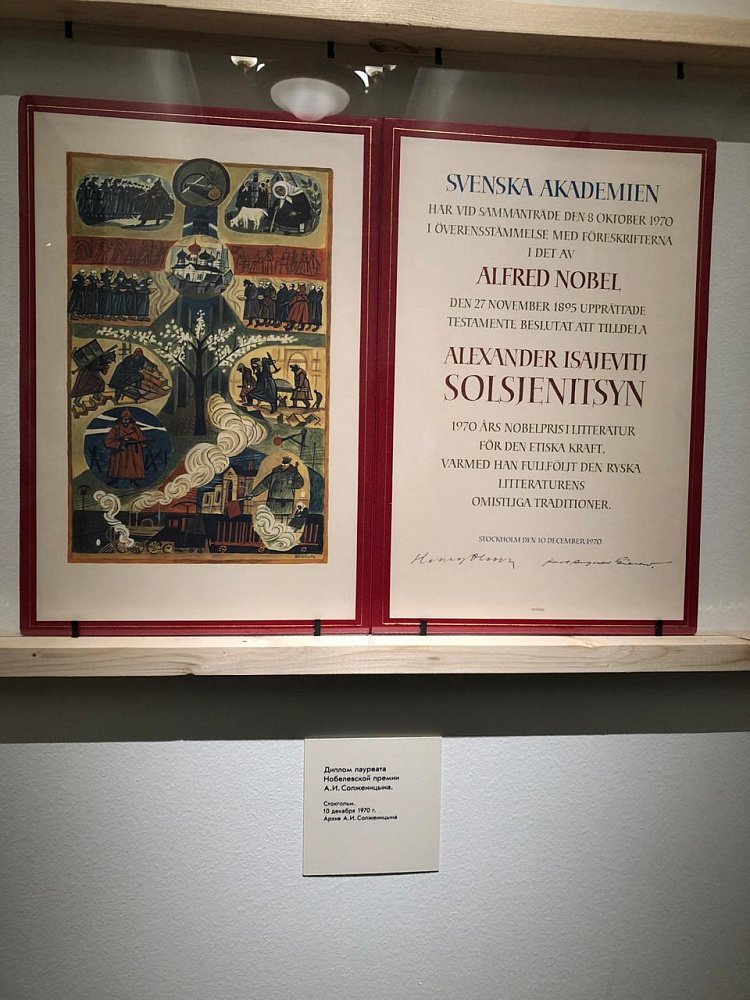 SVENSKA AKADEMIEN
HAR VID SAMMANTRÄDE DEN 8 OKTOBER 1970
I ÖVERENSSTÄMMELSE MED FÖRESKRIFTERNA
I DET AV
ALFRED NOBEL
DEN 27 NOVEMBER 1895 UPPRÄTTADE
TESTAMENTE BESLUTAT ATT TILLDELA
ALEXANDER ISAJEVITJ
SOLSJENITSYN
1970 ÅRS NOBELPRIS I LITTERATUR
FÖR DEN ETISKA KRAFT,
VARMED HAN FULLFÖLJT DEN RYSKA
LITTERATURENS
OMISTLIGA TRADITIONER.
STOCKHOLM DEN 10 DECEMBER 1970
Диплом лауреата
Нобелевской премии
А.И. Солженицына.
Стокгольм.
10 декабря 1970 г.
Архив А.И. Солженицына